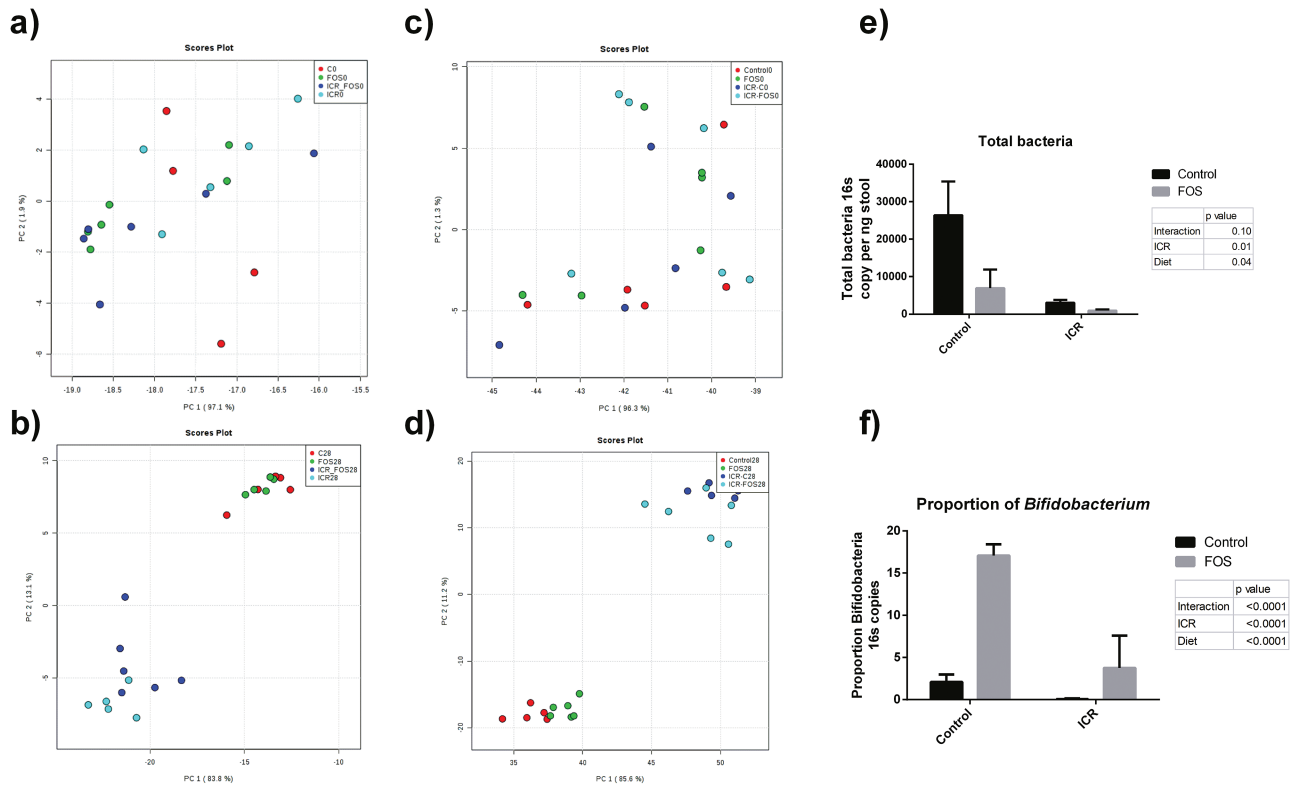 a)
Scores Plot
C0
FOS0
ICR_FOS0
ICR0
4
2
0
-2
-4
-6
PC 2 ( 1.9 %)
-19.0 -18.5 -18.0 -17.5 -17.0 -16.5 -16.0 -15.5
PC 1 ( 97.1 %)
b)
Scores Plot
C28
FOS28
ICR_FOS28
ICR28
10
5
0
-5
PC 2 ( 13.1 %)
-20 -15 -10
PC 1 ( 83.8 %)
c)
Scores Plot
Control0
FOS0
ICR-C0
ICR-FOS0
10
5
0
-5
PC 2 ( 1.3 %)
-45 -44 -43 -42 -41 -40 -39
PC 1 ( 96.3 %)
d)
Scores Plot
Control28
FOS28
ICR-C28
ICR-FOS28
20
10
0
-10
-20
PC 2 ( 11.2 %)
35 40 45 50
PC 1 ( 85.6 %)
e)
Total bacteria
Total bacteria 16s
copy per ng stool
40000
30000
20000
10000
0
Control
ICR
Control
FOS
p value
Interaction 0.10
ICR 0.01
Diet 0.04
f)
Proportion of Bifidobacterium
Proportion Bifidobacteria
16s copies
20
15
10
5
0
Control
ICR
Control
FOS
p value
Interaction <0.0001
ICR <0.0001
Diet <0.0001